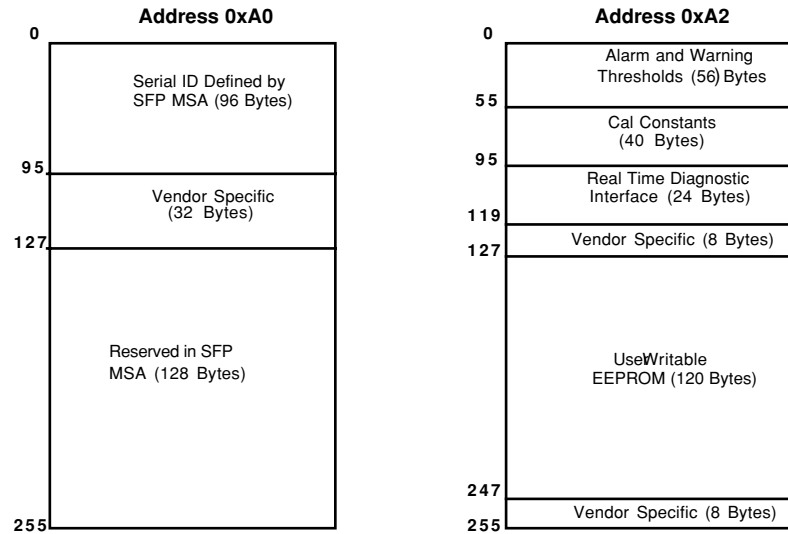 Address 0xA0
0
Serial ID Defined by
SFP MSA (96 Bytes)
95
Vendor Specific
(32 Bytes)
127
Reserved in SFP
MSA (128 Bytes)
255
Address 0xA2
0
Alarm and Warning
Thresholds (56) Bytes
55
Cal Constants
(40 Bytes)
95
Real Time Diagnostic
Interface (24 Bytes)
119
Vendor Specific (8 Bytes)
127
User Writable
EEPROM (120 Bytes)
247
Vendor Specific (8 Bytes)
255